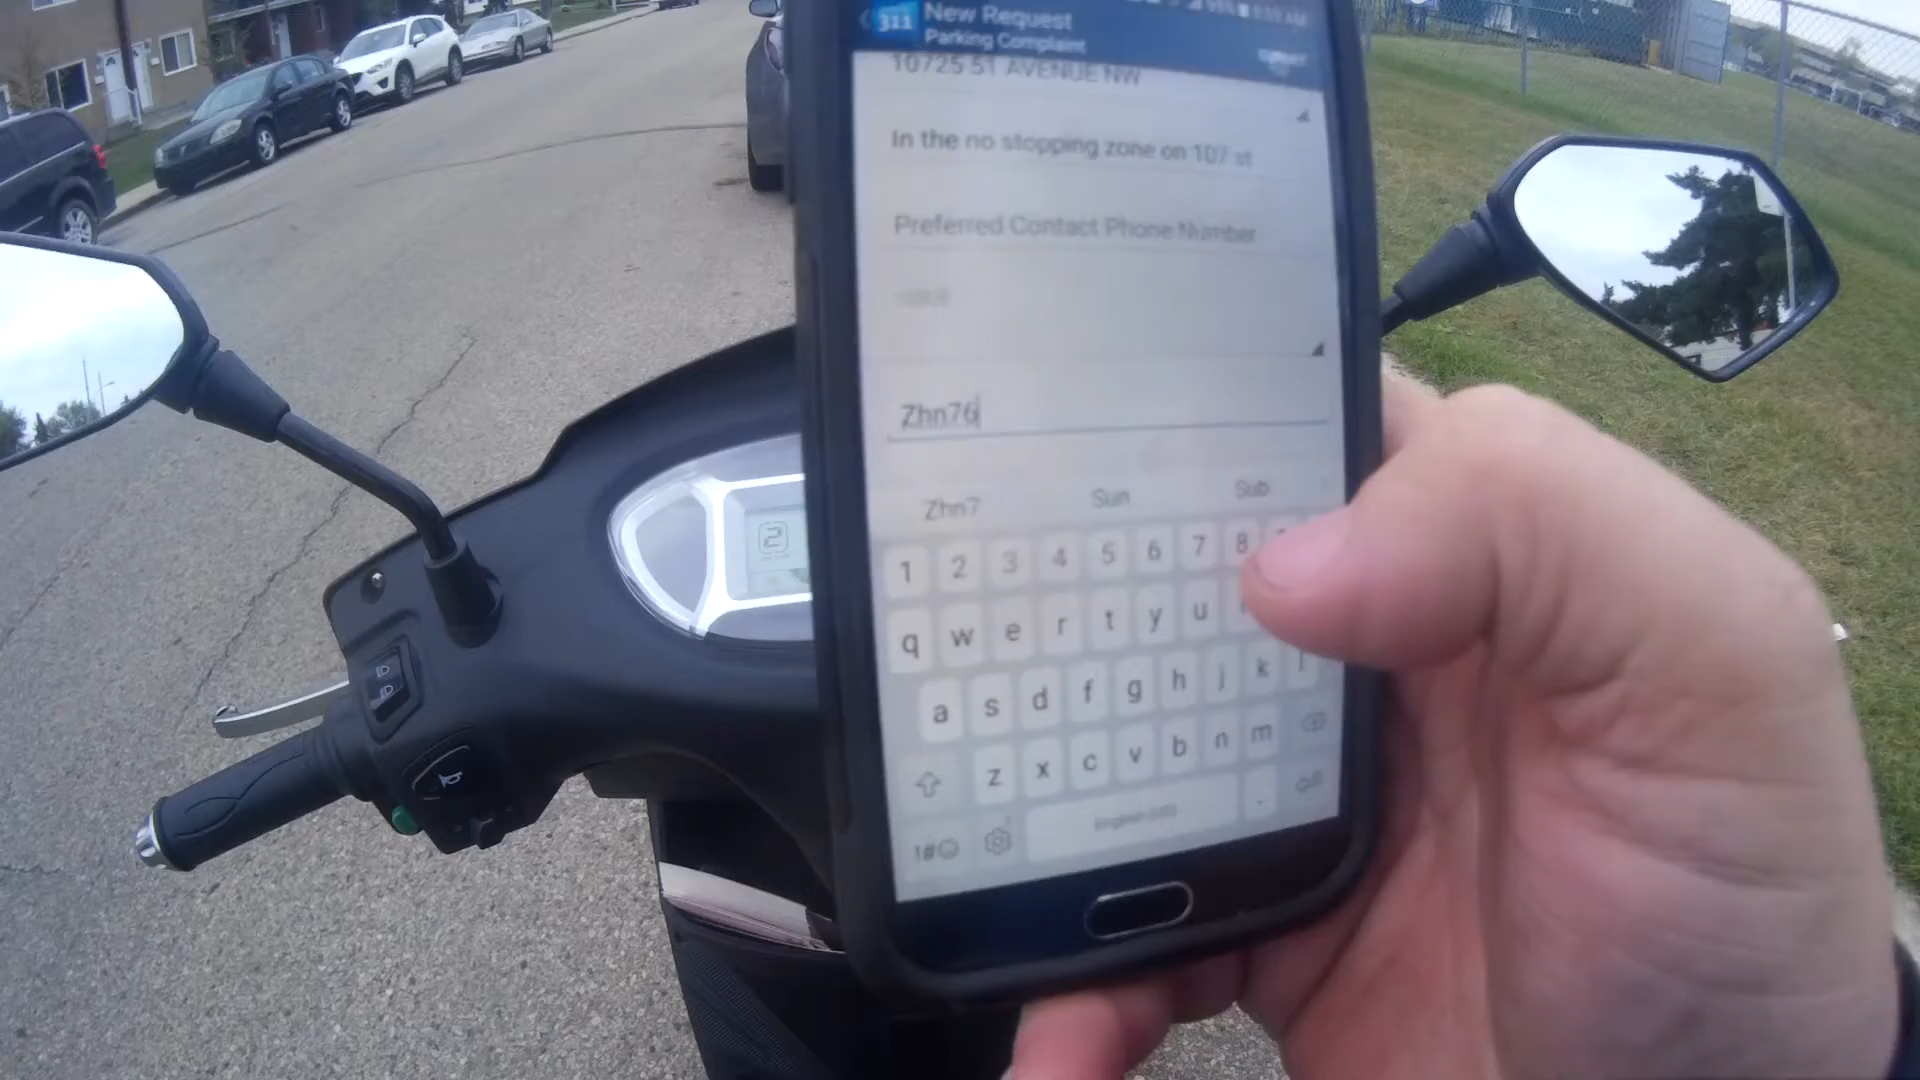 311 New Request
Parking Complaint
10725 51 AVENUE NW
In the no stopping zone on 107 st
Preferred Contact Phone Number
Zhn76
Zhn7 Sun Sub
1 2 3 4 5 6 7 8
q w e r t y u
a s d f g h j k l
z x c v b n m
!#☺ .
2